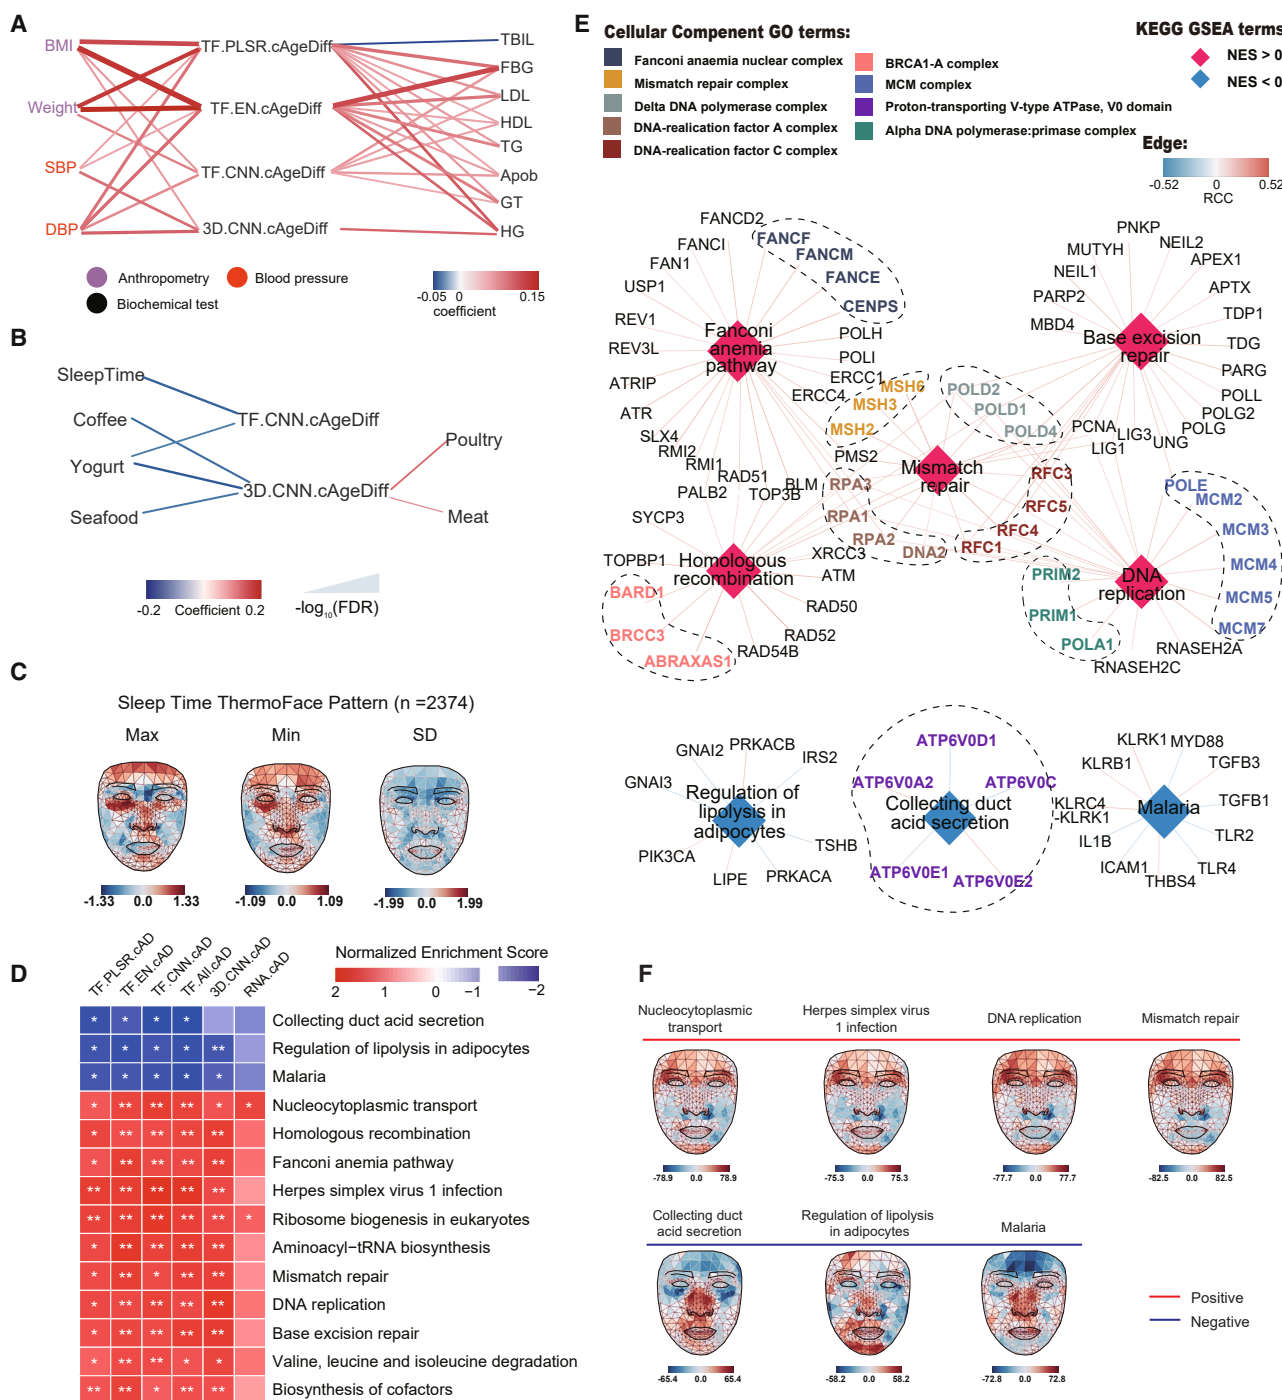 A
BMI
Weight
SBP
DBP
TF.PLSR.cAgeDiff
TF.EN.cAgeDiff
TF.CNN.cAgeDiff
3D.CNN.cAgeDiff
TBIL
FBG
LDL
HDL
TG
Apob
GT
HG
Anthropometry
Blood pressure
Biochemical test
-0.05 0 0.15
coefficient
B
SleepTime
Coffee
Yogurt
Seafood
TF.CNN.cAgeDiff
3D.CNN.cAgeDiff
Poultry
Meat
-0.2 Coefficient 0.2
-log10(FDR)
C
Sleep Time ThermoFace Pattern (n =2374)
Max Min SD
-1.33 0.0 1.33
-1.09 0.0 1.09
-1.99 0.0 1.99
D
TF.PLSR.cAD
TF.EN.cAD
TF.CNN.cAD
TF.All.cAD
3D.CNN.cAD
RNA.cAD
Normalized Enrichment Score
2 1 0 −1 −2
* * * * Collecting duct acid secretion
* * * * ** Regulation of lipolysis in adipocytes
* * * * * Malaria
* ** ** ** * * Nucleocytoplasmic transport
* ** ** ** ** Homologous recombination
* ** ** ** ** Fanconi anemia pathway
** ** ** ** ** Herpes simplex virus 1 infection
** ** ** ** ** * Ribosome biogenesis in eukaryotes
* ** ** ** ** Aminoacyl−tRNA biosynthesis
* ** * ** ** Mismatch repair
* ** ** ** ** DNA replication
* ** ** ** ** Base excision repair
* ** ** * * Valine, leucine and isoleucine degradation
** ** * ** ** Biosynthesis of cofactors
E
Cellular Compenent GO terms:
Fanconi anaemia nuclear complex
Mismatch repair complex
Delta DNA polymerase complex
DNA-realication factor A complex
DNA-realication factor C complex
BRCA1-A complex
MCM complex
Proton-transporting V-type ATPase, V0 domain
Alpha DNA polymerase:primase complex
KEGG GSEA terms
NES > 0
NES < 0
Edge:
-0.52 0 0.52
RCC
FANCD2
FANCI
FAN1
USP1
REV1
REV3L
ATRIP
ATR
SLX4
RMI2
RMI1
PALB2
RAD51
TOP3B
BLM
FANCF
FANCM
FANCE
CENPS
POLH
POLI
ERCC1
ERCC4
Fanconi
anemia
pathway
MSH6
MSH3
MSH2
PMS2
POLD2
POLD1
POLD4
Mismatch
repair
PNKP
MUTYH
NEIL2
NEIL1
APEX1
PARP2
APTX
MBD4
TDP1
TDG
PARG
POLL
POLG2
POLG
UNG
LIG3
PCNA
LIG1
Base excision
repair
RPA3
RPA1
RPA2
DNA2
RFC3
RFC5
RFC4
RFC1
SYCP3
TOPBP1
Homologous
recombination
XRCC3
ATM
RAD50
RAD52
RAD54B
BARD1
BRCC3
ABRAXAS1
POLE
MCM2
MCM3
MCM4
MCM5
MCM7
DNA
replication
PRIM2
PRIM1
POLA1
RNASEH2A
RNASEH2C
GNAI2
PRKACB
IRS2
GNAI3
Regulation of
lipolysis in
adipocytes
PIK3CA
LIPE
PRKACA
TSHB
ATP6V0D1
ATP6V0A2
ATP6V0C
Collecting duct
acid secretion
ATP6V0E1
ATP6V0E2
KLRK1
MYD88
KLRB1
TGFB3
KLRC4
-KLRK1
TGFB1
Malaria
IL1B
TLR2
ICAM1
TLR4
THBS4
F
Nucleocytoplasmic
transport
Herpes simplex virus
1 infection
DNA replication
Mismatch repair
-78.9 0.0 78.9
-75.3 0.0 75.3
-77.7 0.0 77.7
-82.5 0.0 82.5
Collecting duct
acid secretion
Regulation of lipolysis
in adipocytes
Malaria
-65.4 0.0 65.4
-58.2 0.0 58.2
-72.8 0.0 72.8
Positive
Negative